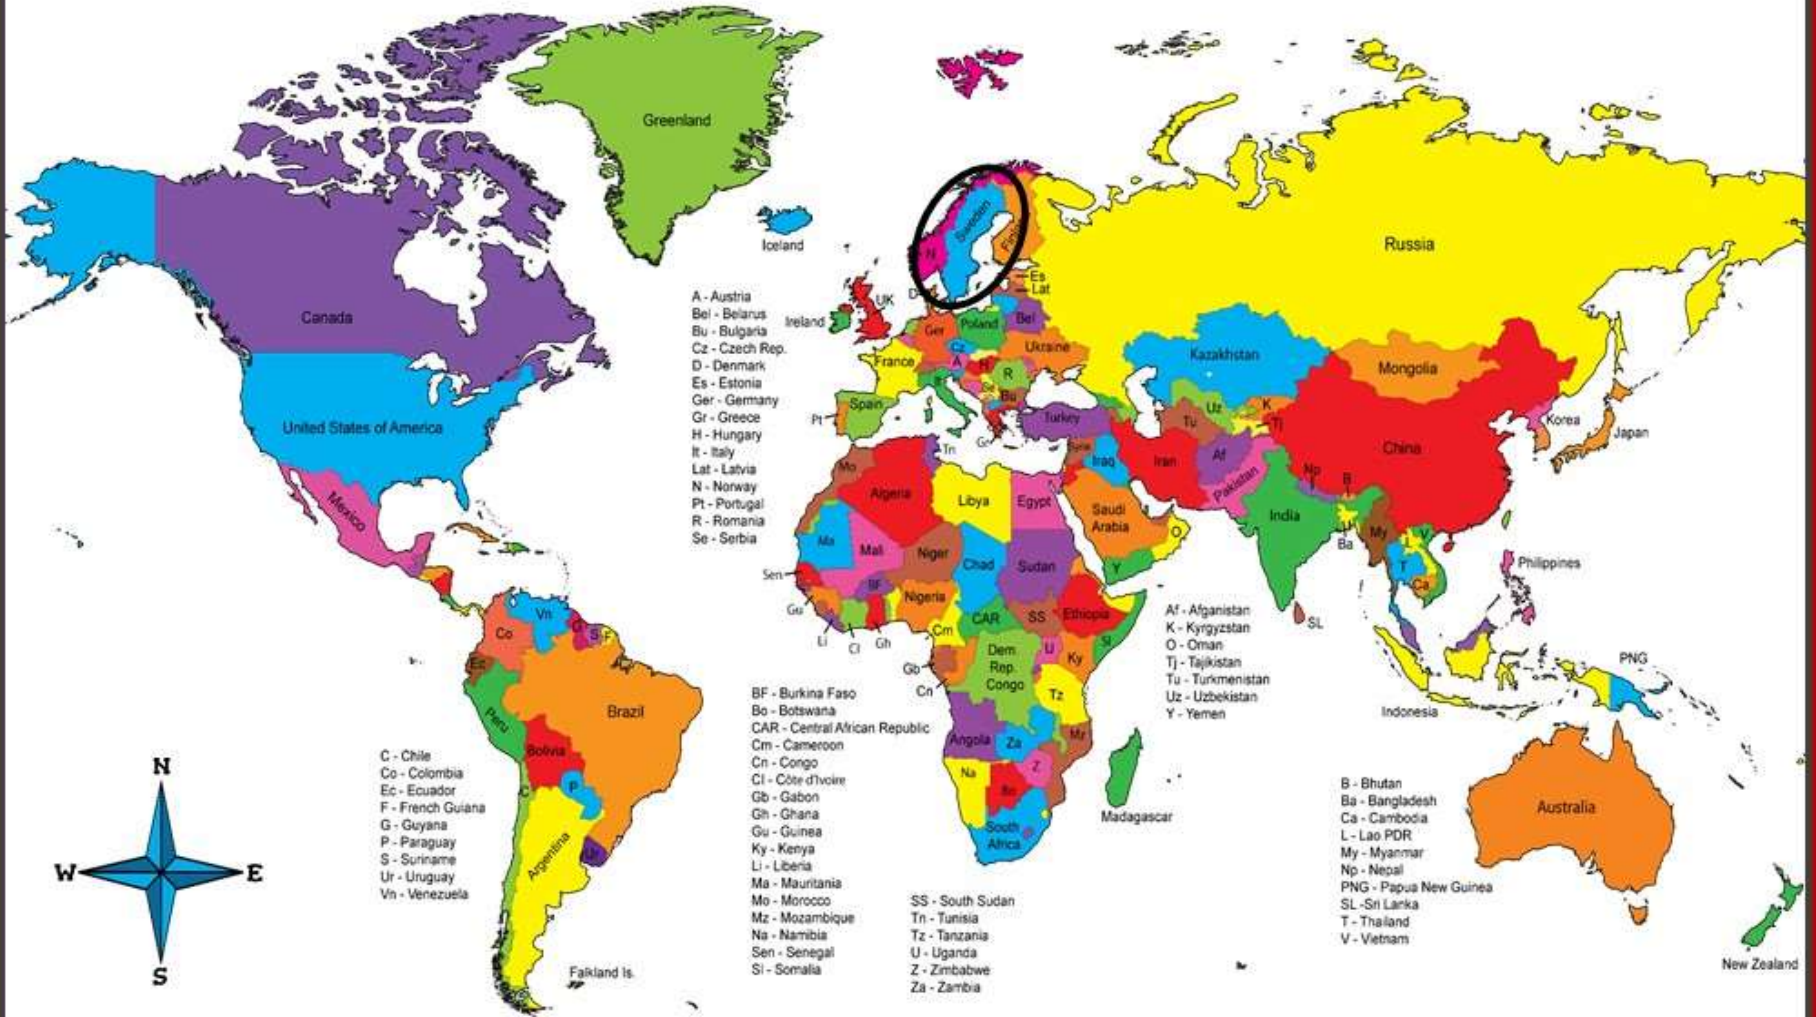 Greenland
Iceland
Canada
United States of America
Mexico
Russia
N
Sweden
Finl
Es
Lat
D
UK
Ireland
Ger
Poland
Bel
Cz
Ukraine
France
A
H
R
Se
Bu
Spain
Pt
Gr
Turkey
Kazakhstan
Mongolia
Uz
K
Tu
Tj
China
Korea
Japan
Syria
Iraq
Iran
Af
Pakistan
Np
B
India
Ba
My
L
V
T
Ca
Philippines
SL
Saudi
Arabia
O
Y
Tn
Mo
Algeria
Libya
Egypt
Ma
Mali
Niger
Chad
Sudan
Sen
BF
Gu
Nigeria
Li
CI
Gh
CAR
SS
Ethiopia
Cm
Sl
Gb
Cn
Dem.
Rep.
Congo
U
Ky
Tz
Angola
Za
Mz
Na
Z
Bo
South
Africa
Madagascar
Indonesia
PNG
Australia
New Zealand
Co
Vn
G
S
F
Ec
Peru
Brazil
Bolivia
P
C
Argentina
Ur
Falkland Is.
A - Austria
Bel - Belarus
Bu - Bulgaria
Cz - Czech Rep.
D - Denmark
Es - Estonia
Ger - Germany
Gr - Greece
H - Hungary
It - Italy
Lat - Latvia
N - Norway
Pt - Portugal
R - Romania
Se - Serbia
Af - Afganistan
K - Kyrgyzstan
O - Oman
Tj - Tajikistan
Tu - Turkmenistan
Uz - Uzbekistan
Y - Yemen
BF - Burkina Faso
Bo - Botswana
CAR - Central African Republic
Cm - Cameroon
Cn - Congo
CI - Côte d'Ivoire
Gb - Gabon
Gh - Ghana
Gu - Guinea
Ky - Kenya
Li - Liberia
Ma - Mauritania
Mo - Morocco
Mz - Mozambique
Na - Namibia
Sen - Senegal
Sl - Somalia
SS - South Sudan
Tn - Tunisia
Tz - Tanzania
U - Uganda
Z - Zimbabwe
Za - Zambia
C - Chile
Co - Colombia
Ec - Ecuador
F - French Guiana
G - Guyana
P - Paraguay
S - Suriname
Ur - Uruguay
Vn - Venezuela
B - Bhutan
Ba - Bangladesh
Ca - Cambodia
L - Lao PDR
My - Myanmar
Np - Nepal
PNG - Papua New Guinea
SL -Sri Lanka
T - Thailand
V - Vietnam
N
W
E
S